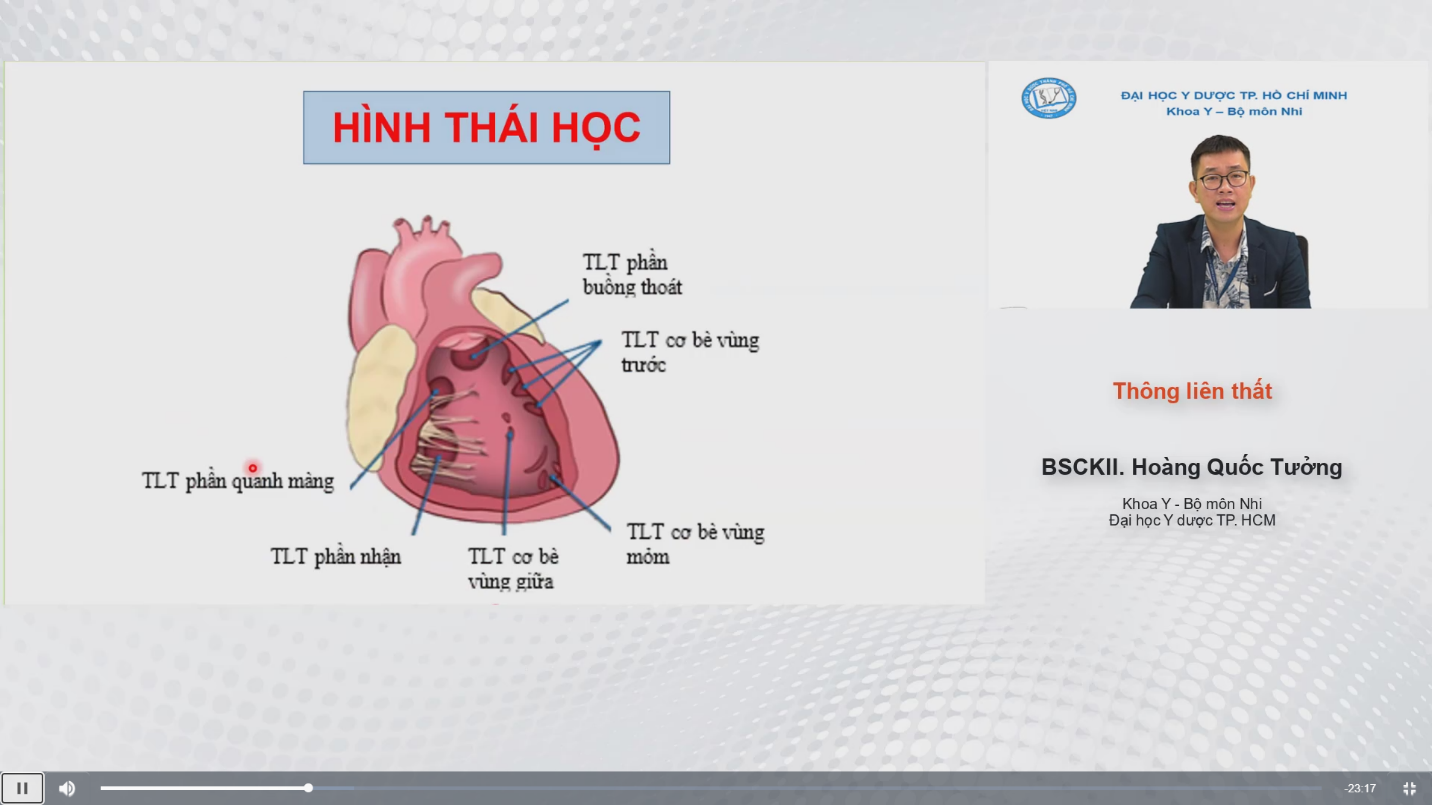 HÌNH THÁI HỌC
TLT phần
buồng thoát
TLT cơ bè vùng
trước
TLT phần quanh màng
TLT phần nhận
TLT cơ bè
vùng giữa
TLT cơ bè vùng
mỏm
ĐẠI HỌC Y DƯỢC TP. HỒ CHÍ MINH
Khoa Y – Bộ môn Nhi
Thông liên thất
BSCKII. Hoàng Quốc Tưởng
Khoa Y - Bộ môn Nhi
Đại học Y dược TP. HCM
-23:17